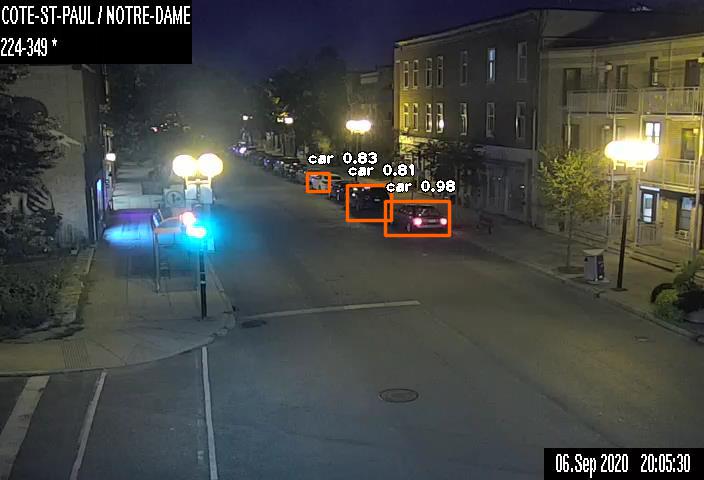 COTE-ST-PAUL / NOTRE-DAME
224-349 *
car 0.83
car 0.81
car 0.98
06.Sep 2020 20:05:30